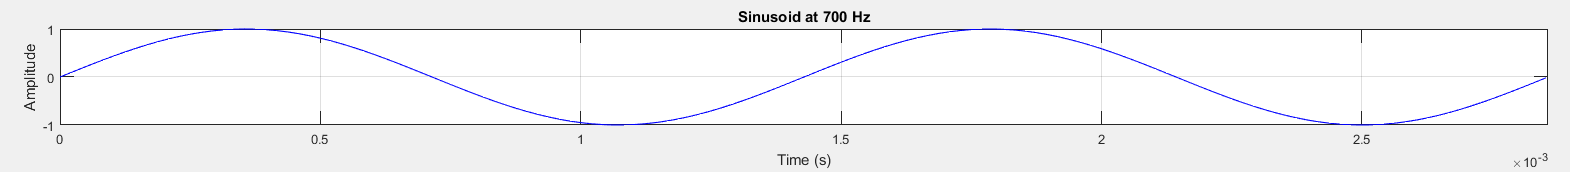 Sinusoid at 700 Hz
Amplitude
1
0
-1
0 0.5 1 1.5 2 2.5
Time (s)
×10⁻³